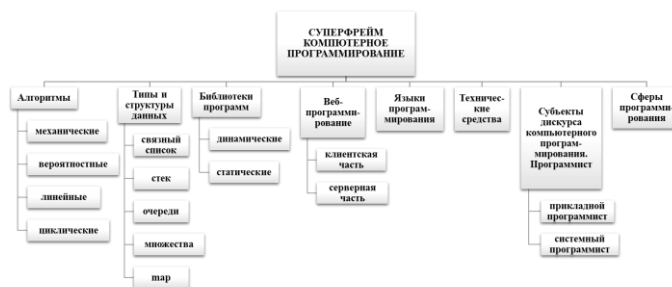 СУПЕРФРЕЙМ
КОМПЮТЕРНОЕ
ПРОГРАММИРОВАНИЕ
Алгоритмы
механические
вероятностные
линейные
циклические
Типы и
структуры
данных
связный
список
стек
очереди
множества
map
Библиотеки
программ
динамические
статические
Веб-
программи-
рование
клиентская
часть
серверная
часть
Языки програм-
мирования
Техничес-
кие
средства
Субъекты
дискурса
компьютерного
програм-
мирования.
Программист
прикладной
программист
системный
программист
Сферы
программи-
рования